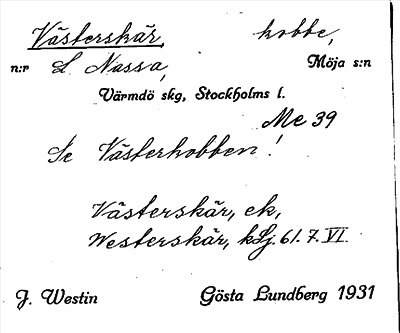 Västerskär, kobbe,
n:r L. Nassa, Möja s:n
Värmdö skg, Stockholms l.
Me 39
Se Västerkobben!
Västerskär, ek,
Westerskär, kLj. 61. 7. VI.
J. Westin Gösta Lundberg 1931